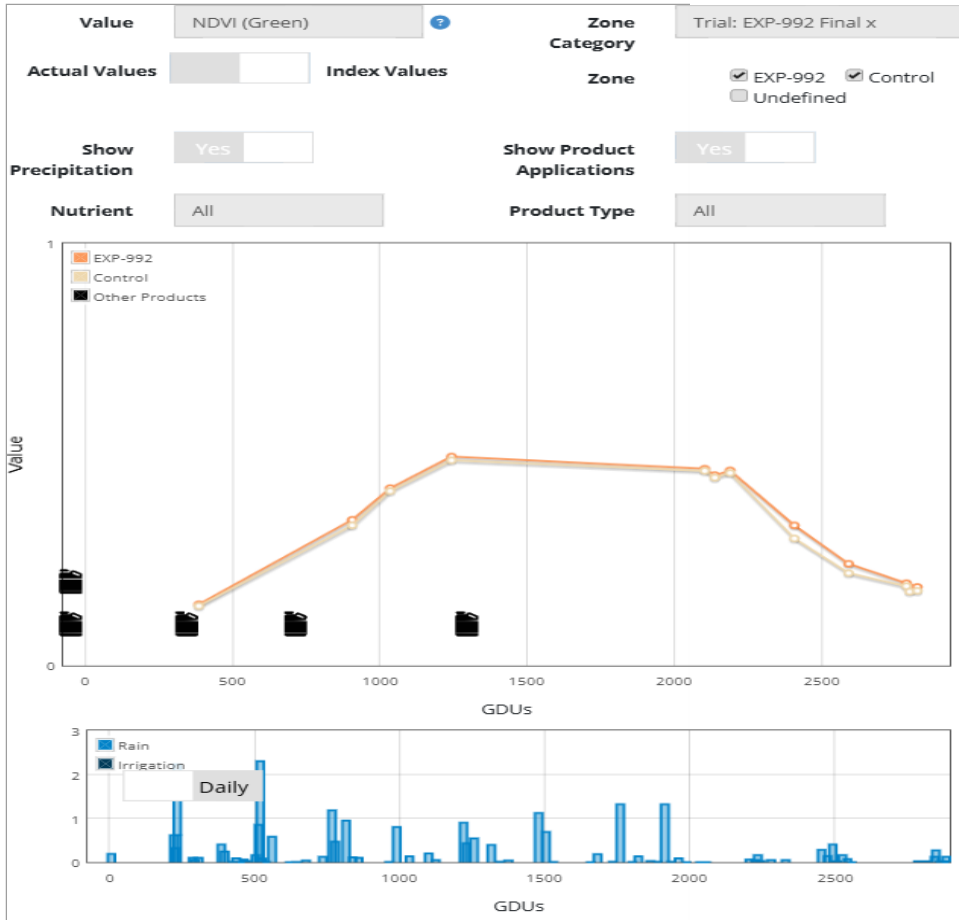 Value NDVI (Green) ? Zone Category Trial: EXP-992 Final x
Actual Values Index Values Zone EXP-992 Control
Undefined
Show Precipitation Yes Show Product Applications Yes
Nutrient All Product Type All
1
EXP-992
Control
Other Products
Value
0
0 500 1000 1500 2000 2500
GDUs
3
Rain
Irrigation
2
Daily
1
0
0 500 1000 1500 2000 2500
GDUs